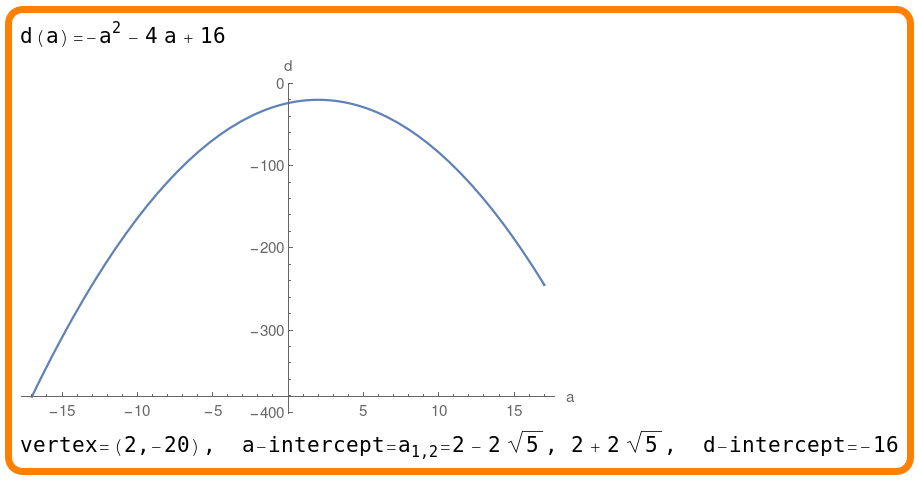 d(a)=-a² - 4 a + 16
d
0
-100
-200
-300
-400
-15 -10 -5 5 10 15 a
vertex=(2,-20), a-intercept=a₁,₂=2 - 2√5, 2 + 2√5, d-intercept=-16